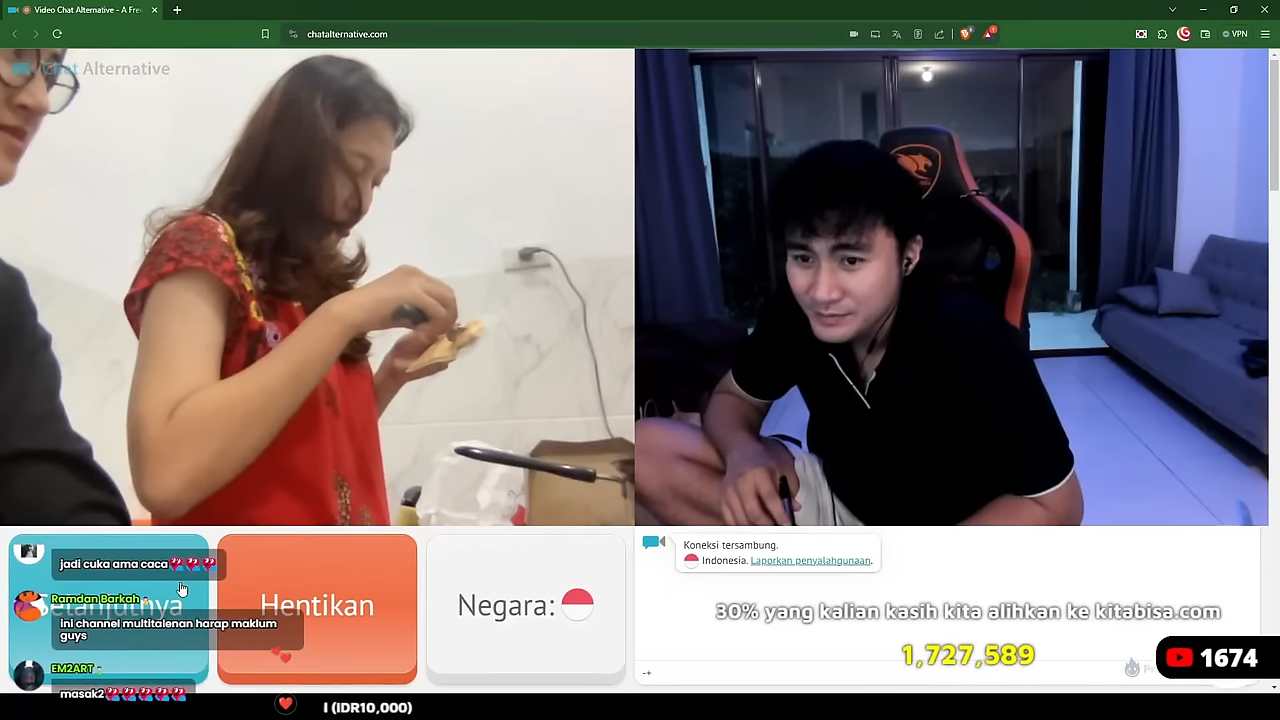 Video Chat Alternative - A Fre
chatalternative.com
VPN
Chat Alternative
Koneksi tersambung.
Indonesia. Laporkan penyalahgunaan.
jadi cuka ama caca
Ramdan Barkah
Selanjutnya
ini channel multitalenan harap maklum
guys
EM2ART
masak2
Hentikan
Negara:
30% yang kalian kasih kita alihkan ke kitabisa.com
1,727,589
1674
I (IDR10,000)